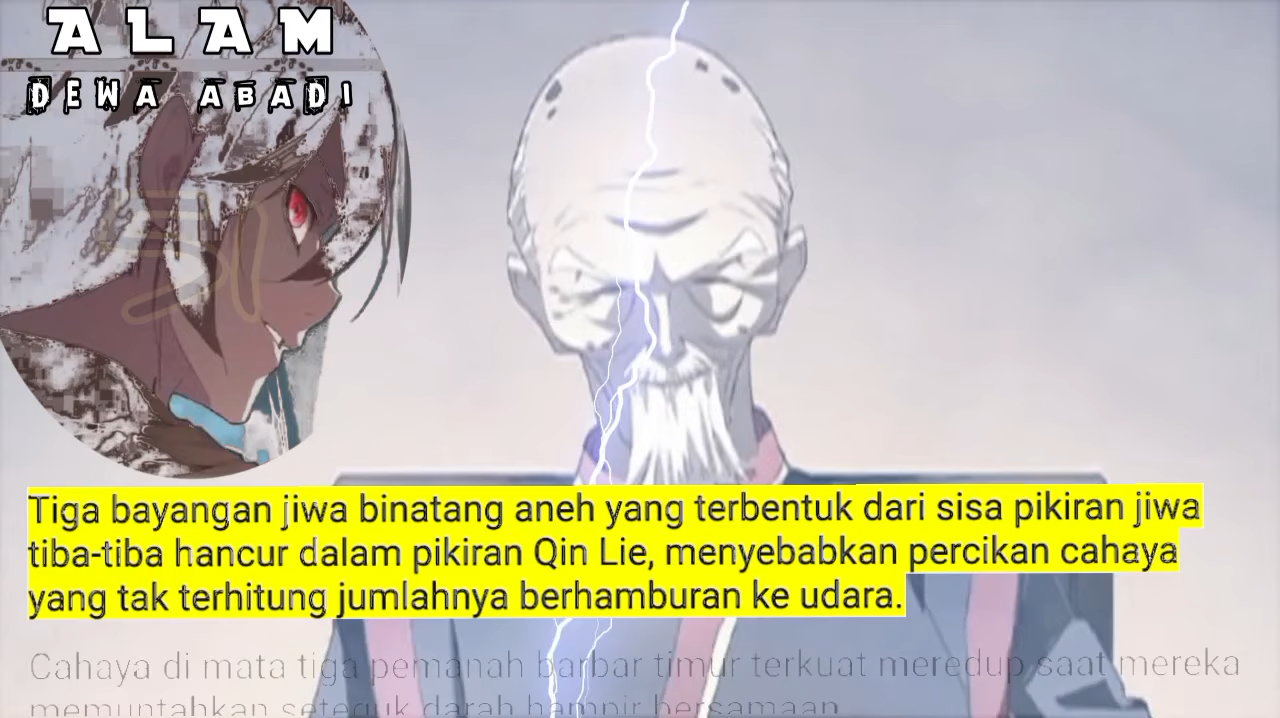 ALAM
DEWA ABADI
Tiga bayangan jiwa binatang aneh yang terbentuk dari sisa pikiran jiwa
tiba-tiba hancur dalam pikiran Qin Lie, menyebabkan percikan cahaya
yang tak terhitung jumlahnya berhamburan ke udara.
Cahaya di mata tiga pemanah barbar timur terkuat meredup saat mereka
memuntahkan seteguk darah hampir bersamaan